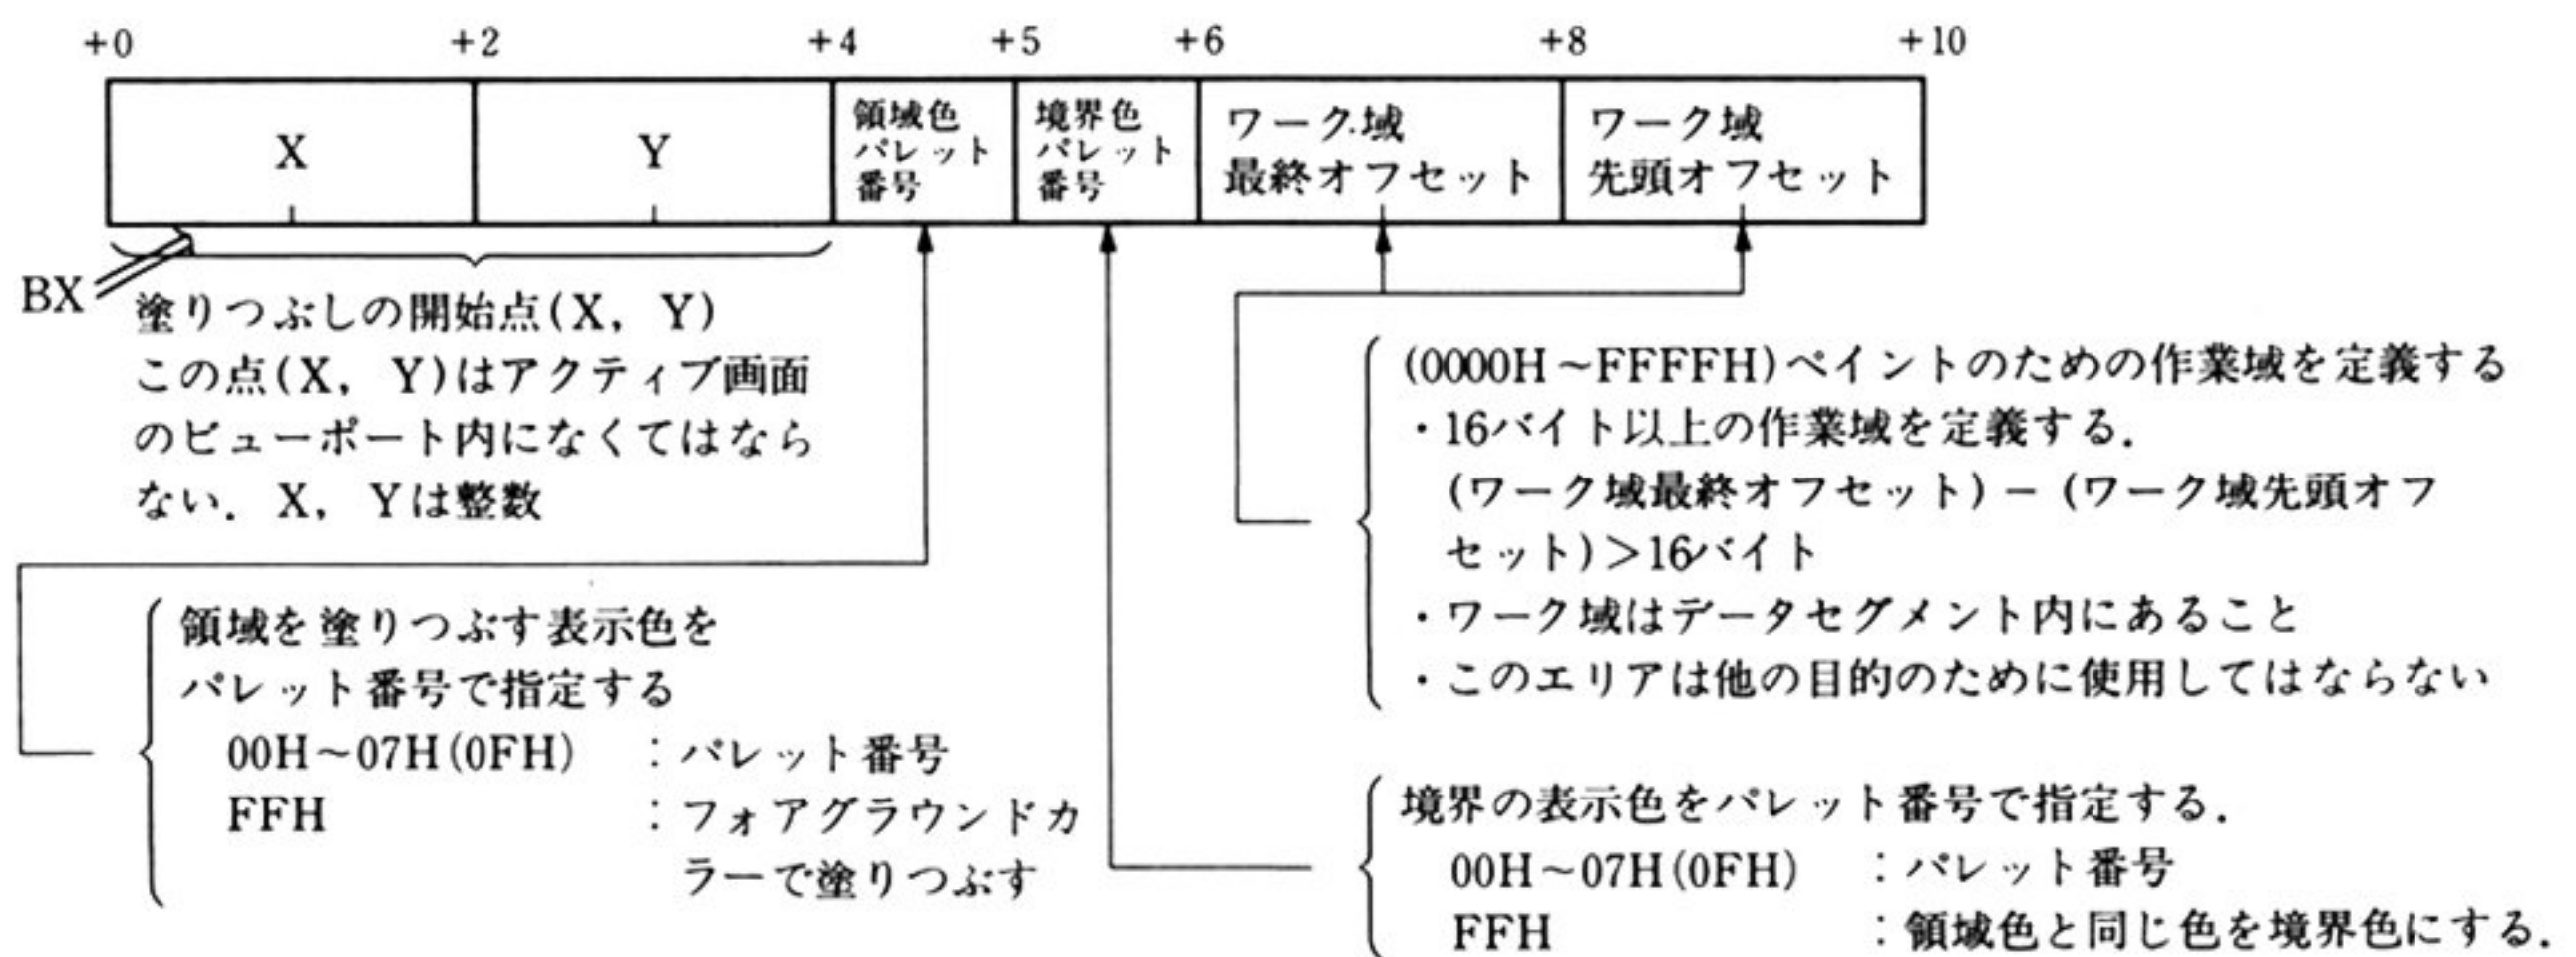 +0 +2 +4 +5 +6 +8 +10
X
Y
領域色
パレット
番号
境界色
パレット
番号
ワーク域
最終オフセット
ワーク域
先頭オフセット
BX
塗りつぶしの開始点(X, Y)
この点(X, Y)はアクティブ画面
のビューポート内になくてはなら
ない. X, Yは整数
(0000H~FFFFH)ペイントのための作業域を定義する
・16バイト以上の作業域を定義する.
(ワーク域最終オフセット)-(ワーク域先頭オフ
セット)>16バイト
・ワーク域はデータセグメント内にあること
・このエリアは他の目的のために使用してはならない
領域を塗りつぶす表示色を
パレット番号で指定する
00H~07H(0FH) :パレット番号
FFH :フォアグラウンドカ
ラーで塗りつぶす
境界の表示色をパレット番号で指定する.
00H~07H(0FH) :パレット番号
FFH :領域色と同じ色を境界色にする.